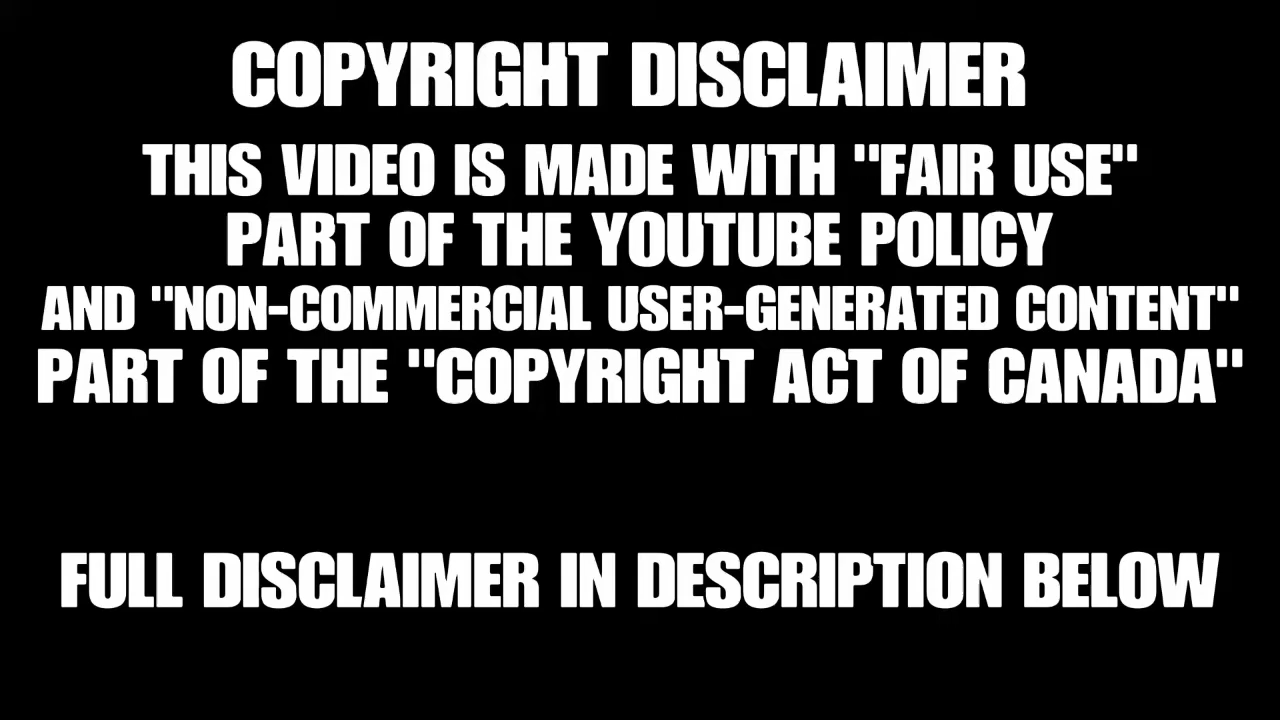 COPYRIGHT DISCLAIMER
THIS VIDEO IS MADE WITH "FAIR USE"
PART OF THE YOUTUBE POLICY
AND "NON-COMMERCIAL USER-GENERATED CONTENT"
PART OF THE "COPYRIGHT ACT OF CANADA"
FULL DISCLAIMER IN DESCRIPTION BELOW